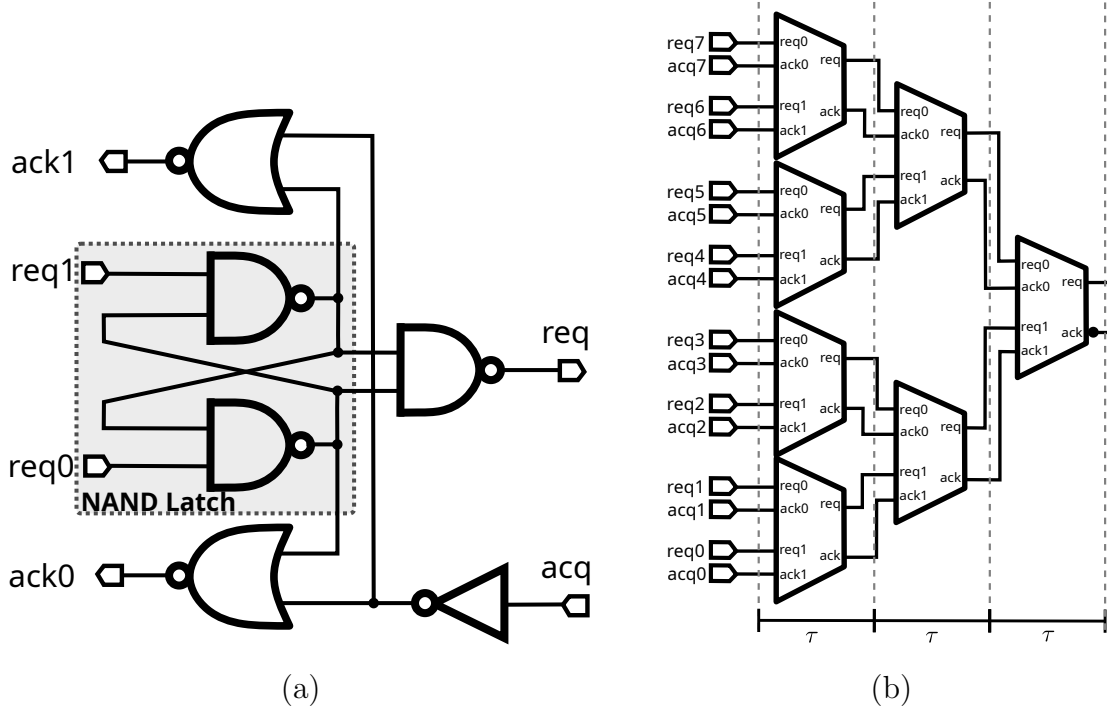 ack1
req1
req0
NAND Latch
ack0
req
acq
(a)
req7
acq7
req6
acq6
req5
acq5
req4
acq4
req3
acq3
req2
acq2
req1
acq1
req0
acq0
req0
ack0
req1
ack1
req
ack
req0
ack0
req1
ack1
req
ack
req0
ack0
req1
ack1
req
ack
req0
ack0
req1
ack1
req
ack
req0
ack0
req1
ack1
req
ack
req0
ack0
req1
ack1
req
ack
req0
ack0
req1
ack1
req
ack
τ
τ
τ
(b)